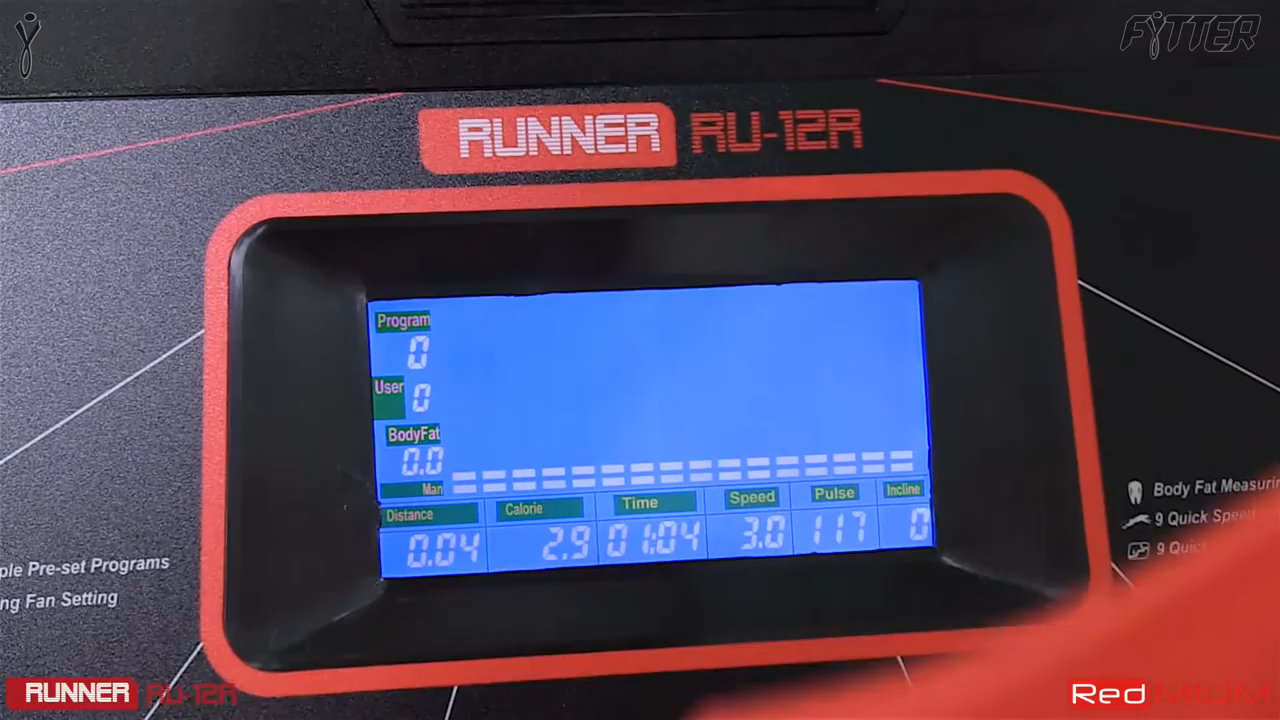 FYTTER
RUNNER RU-12R
Program
0
User 0
BodyFat
0.0
Man
Distance Calorie Time Speed Pulse Incline
0.04 2.9 01:04 3.0 117 0
Body Fat Measurin
9 Quick Speed
9 Quic
ple Pre-set Programs
ng Fan Setting
RUNNER RU-12R
RedMIUM